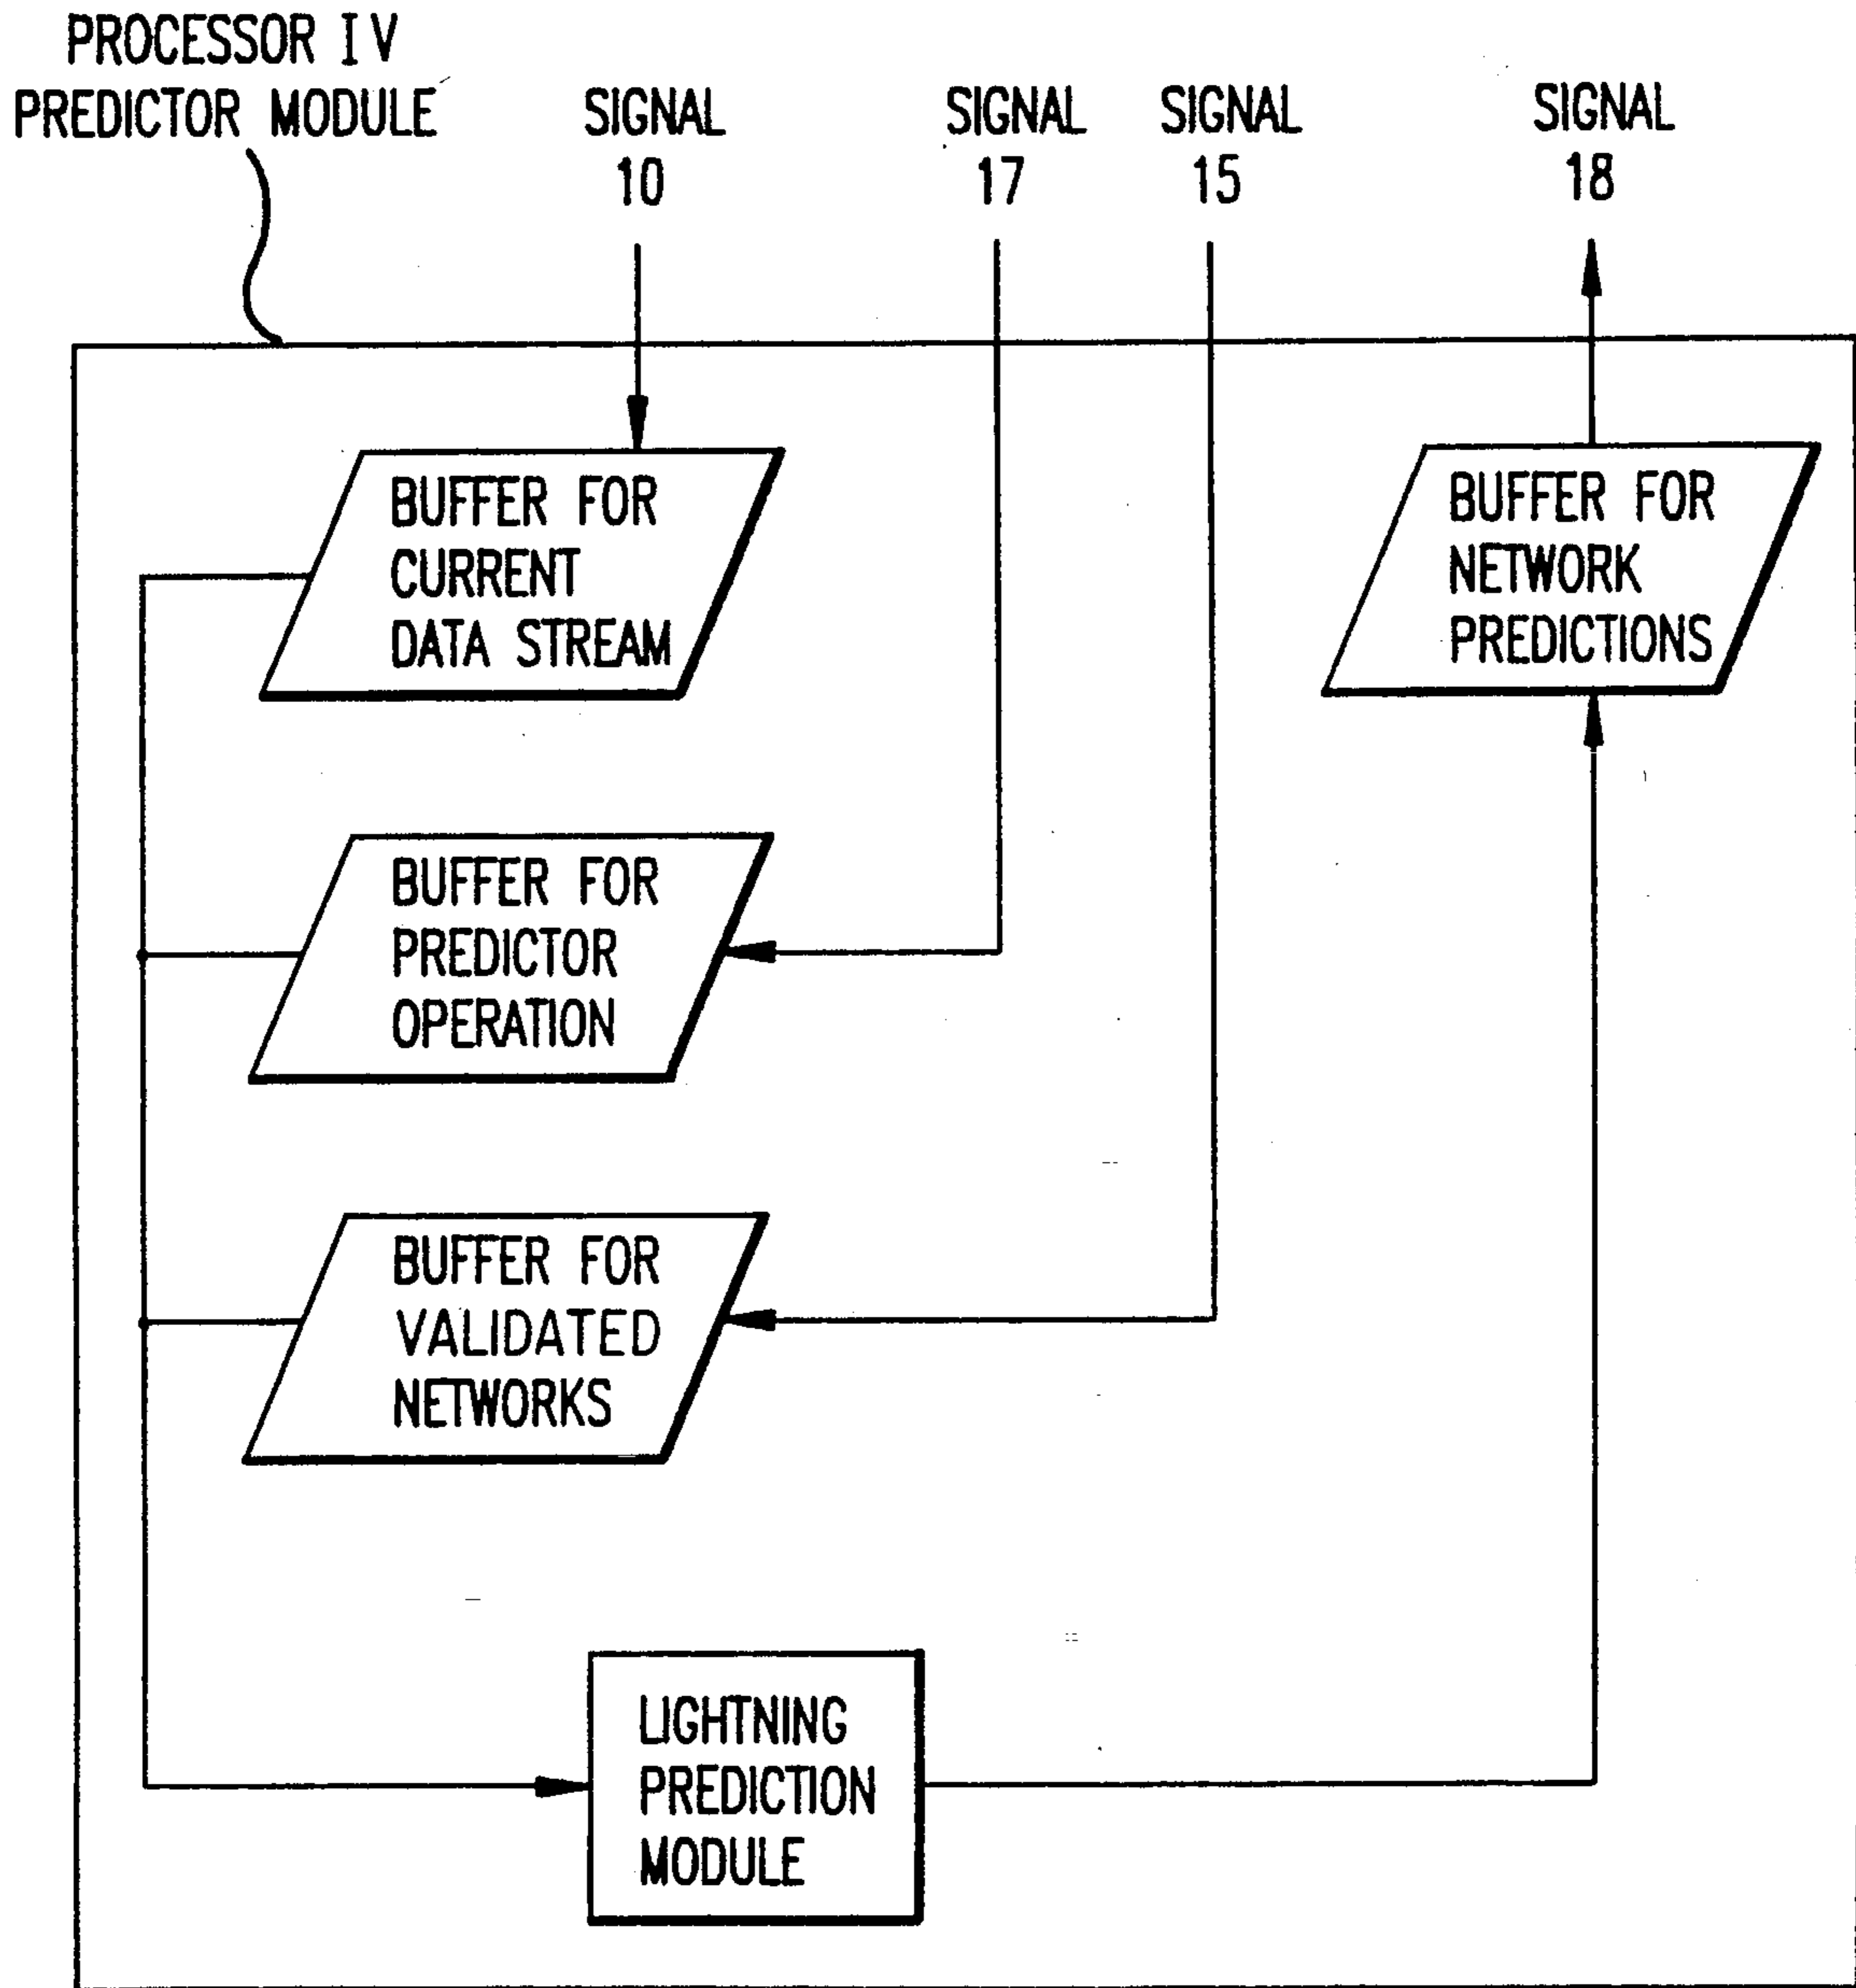 PROCESSOR IV
PREDICTOR MODULE
SIGNAL
10
SIGNAL
17
SIGNAL
15
SIGNAL
18
BUFFER FOR
CURRENT
DATA STREAM
BUFFER FOR
NETWORK
PREDICTIONS
BUFFER FOR
PREDICTOR
OPERATION
BUFFER FOR
VALIDATED
NETWORKS
LIGHTNING
PREDICTION
MODULE